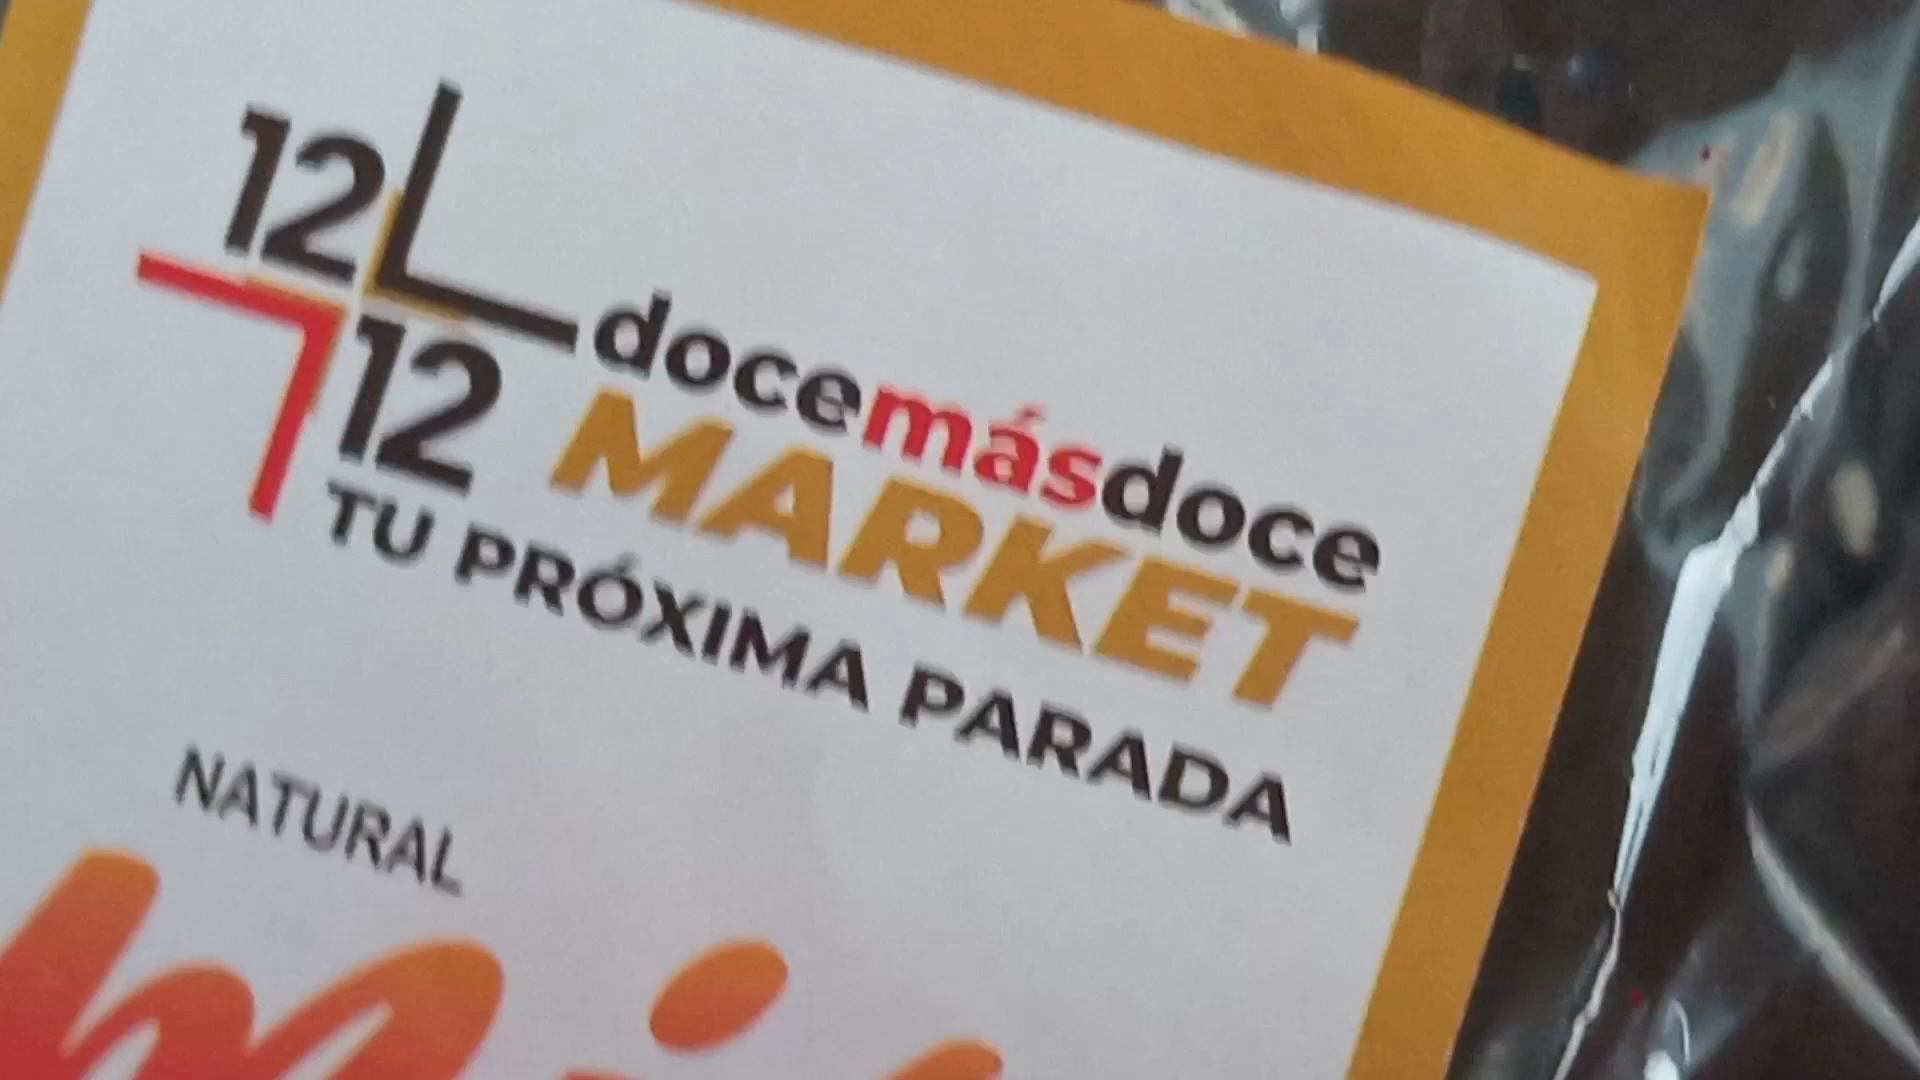 12
12
docemásdoce
MARKET
TU PRÓXIMA PARADA
NATURAL